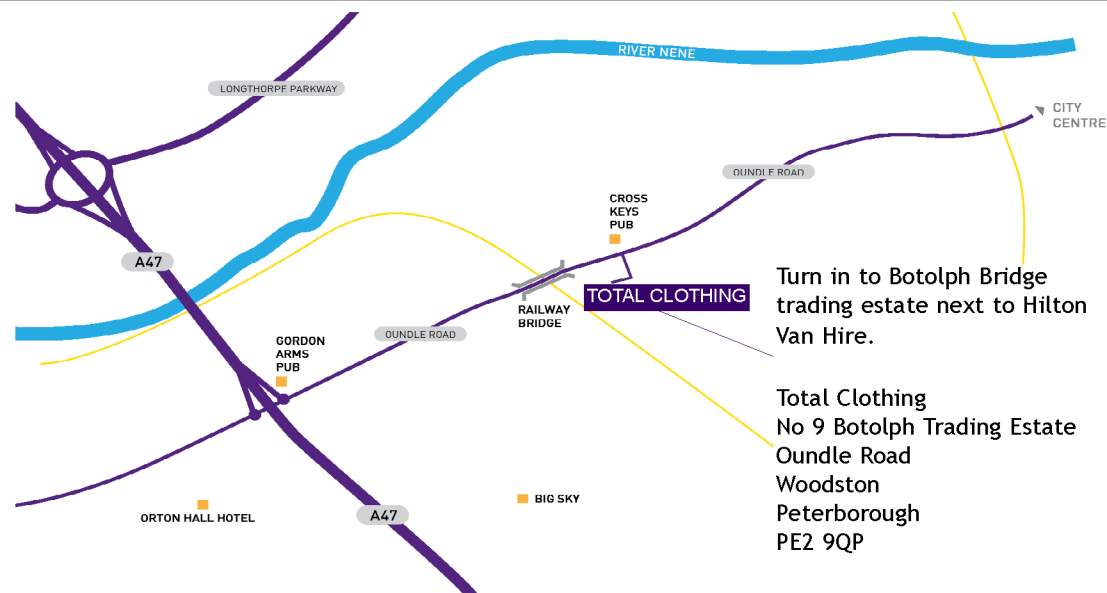 RIVER NENE
LONGTHORPE PARKWAY
CITY
CENTRE
OUNDLE ROAD
CROSS
KEYS
PUB
A47
TOTAL CLOTHING
RAILWAY
BRIDGE
OUNDLE ROAD
GORDON
ARMS
PUB
Turn in to Botolph Bridge
trading estate next to Hilton
Van Hire.
Total Clothing
No 9 Botolph Trading Estate
Oundle Road
Woodston
Peterborough
PE2 9QP
BIG SKY
ORTON HALL HOTEL
A47